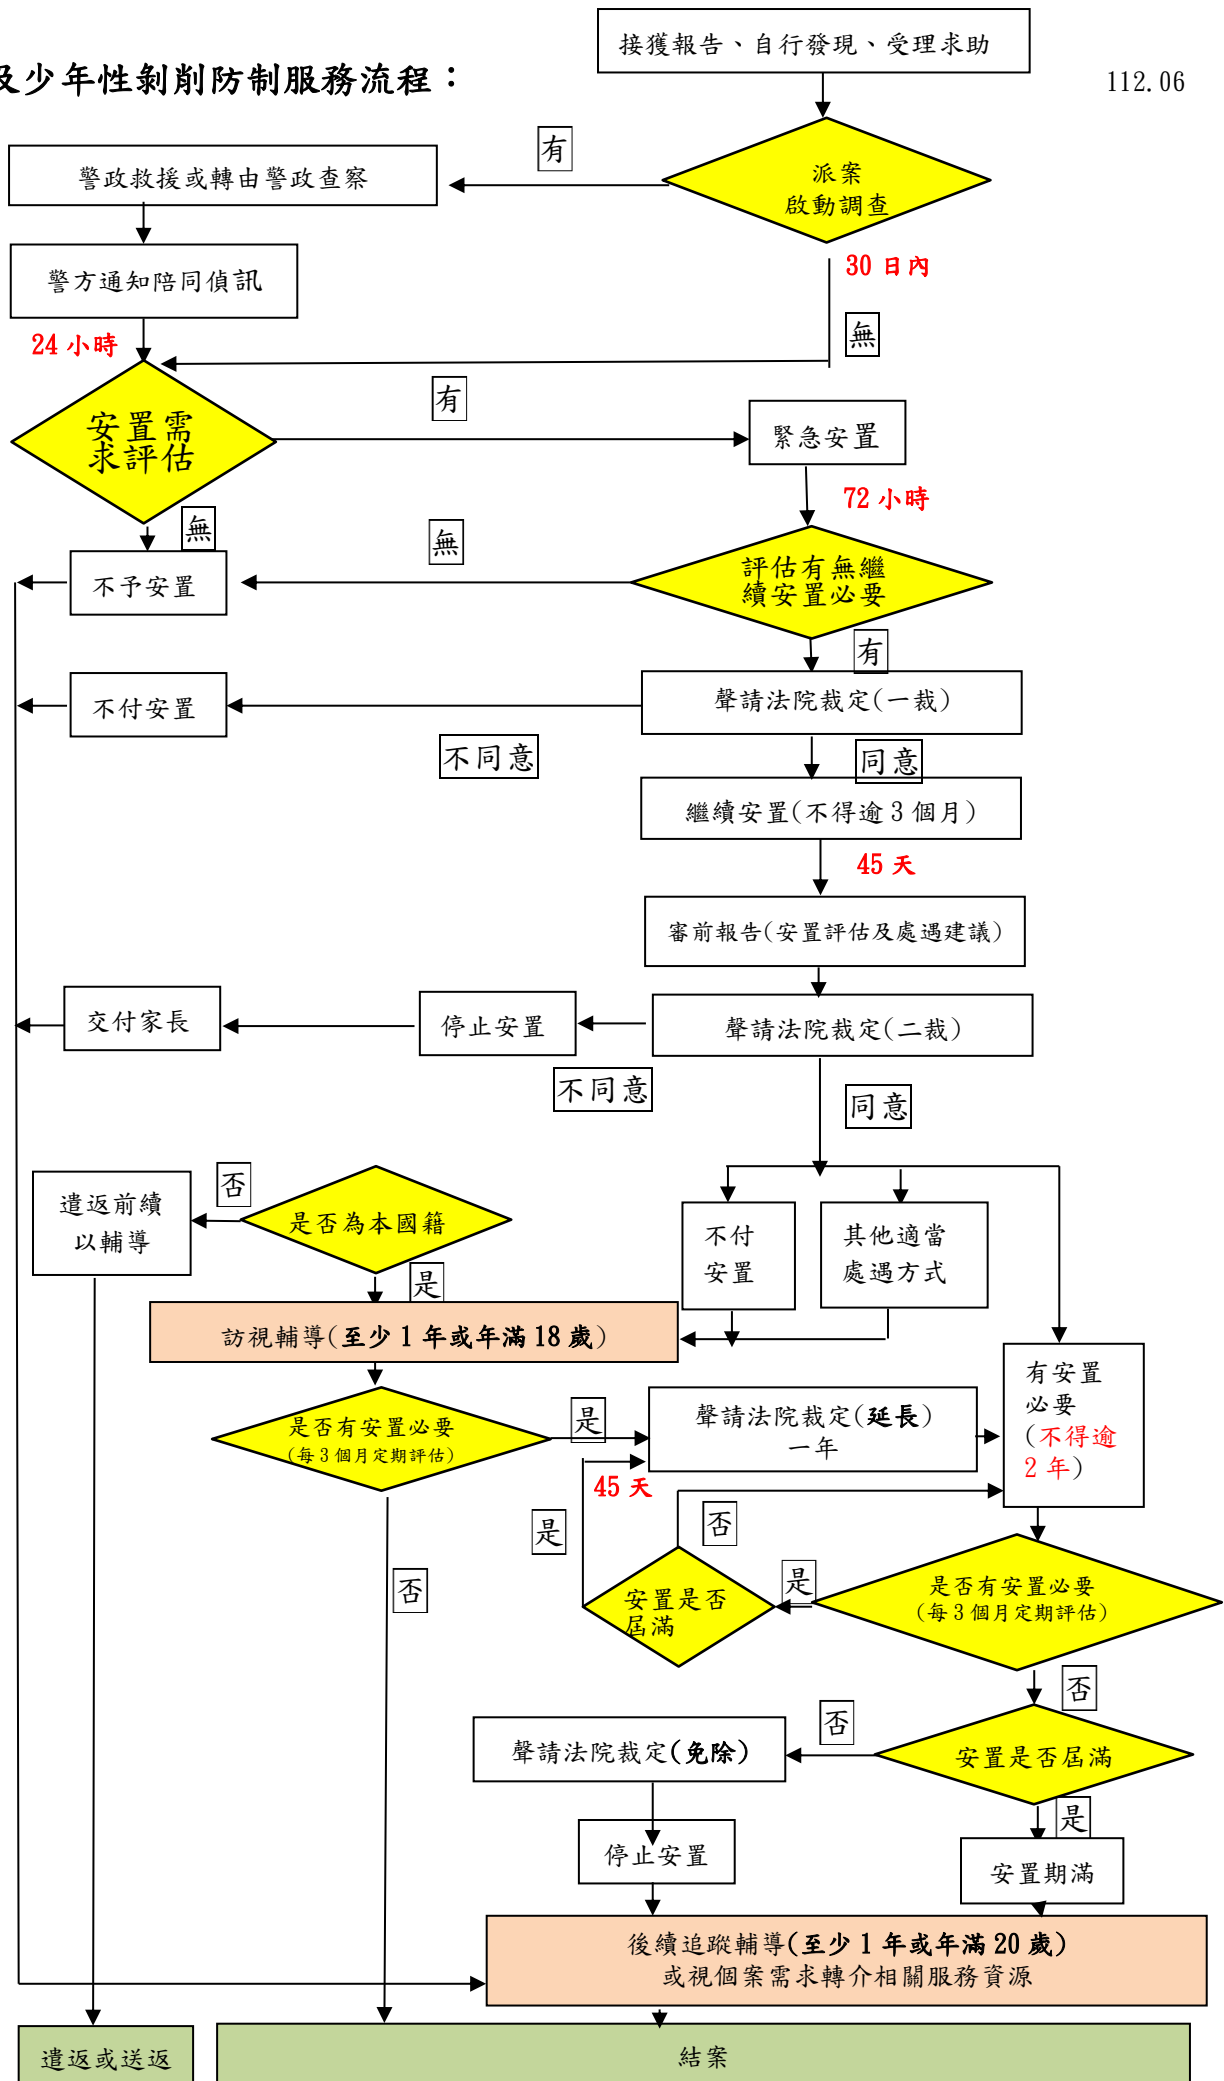 接獲報告、自行發現、受理求助
及少年性剝削防制服務流程：
112.06
有
派案
啟動調查
警政救援或轉由警政查察
警方通知陪同偵訊
30 日內
無
24 小時
有
安置需
求評估
緊急安置
72 小時
無
無
評估有無繼
續安置必要
不予安置
有
聲請法院裁定(一裁)
不付安置
不同意
同意
繼續安置(不得逾 3 個月)
45 天
審前報告(安置評估及處遇建議)
交付家長
停止安置
聲請法院裁定(二裁)
不同意
同意
否
遣返前續
以輔導
是否為本國籍
不付
安置
其他適當
處遇方式
是
訪視輔導(至少 1 年或年滿 18 歲)
有安置
必要
(不得逾
2 年)
是否有安置必要
(每 3 個月定期評估)
是
聲請法院裁定(延長)
一年
45 天
是
否
否
安置是否
屆滿
是
是否有安置必要
(每 3 個月定期評估)
否
否
聲請法院裁定(免除)
安置是否屆滿
是
停止安置
安置期滿
後續追蹤輔導(至少 1 年或年滿 20 歲)
或視個案需求轉介相關服務資源
遣返或送返
結案